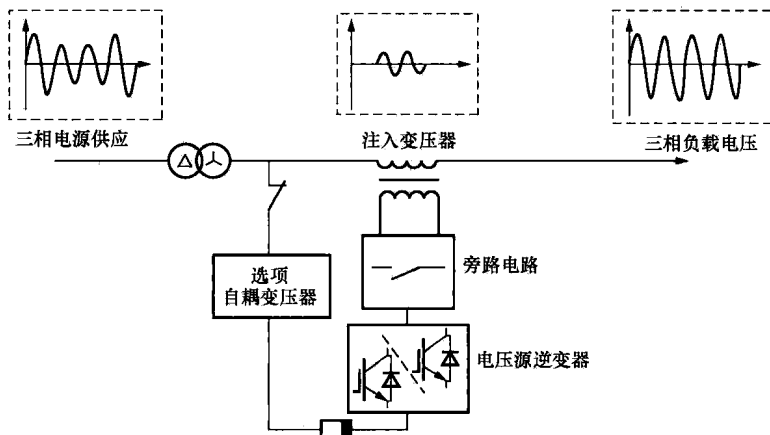 三相电源供应
注入变压器
三相负载电压
旁路电路
选项
自耦变压器
电压源逆变器